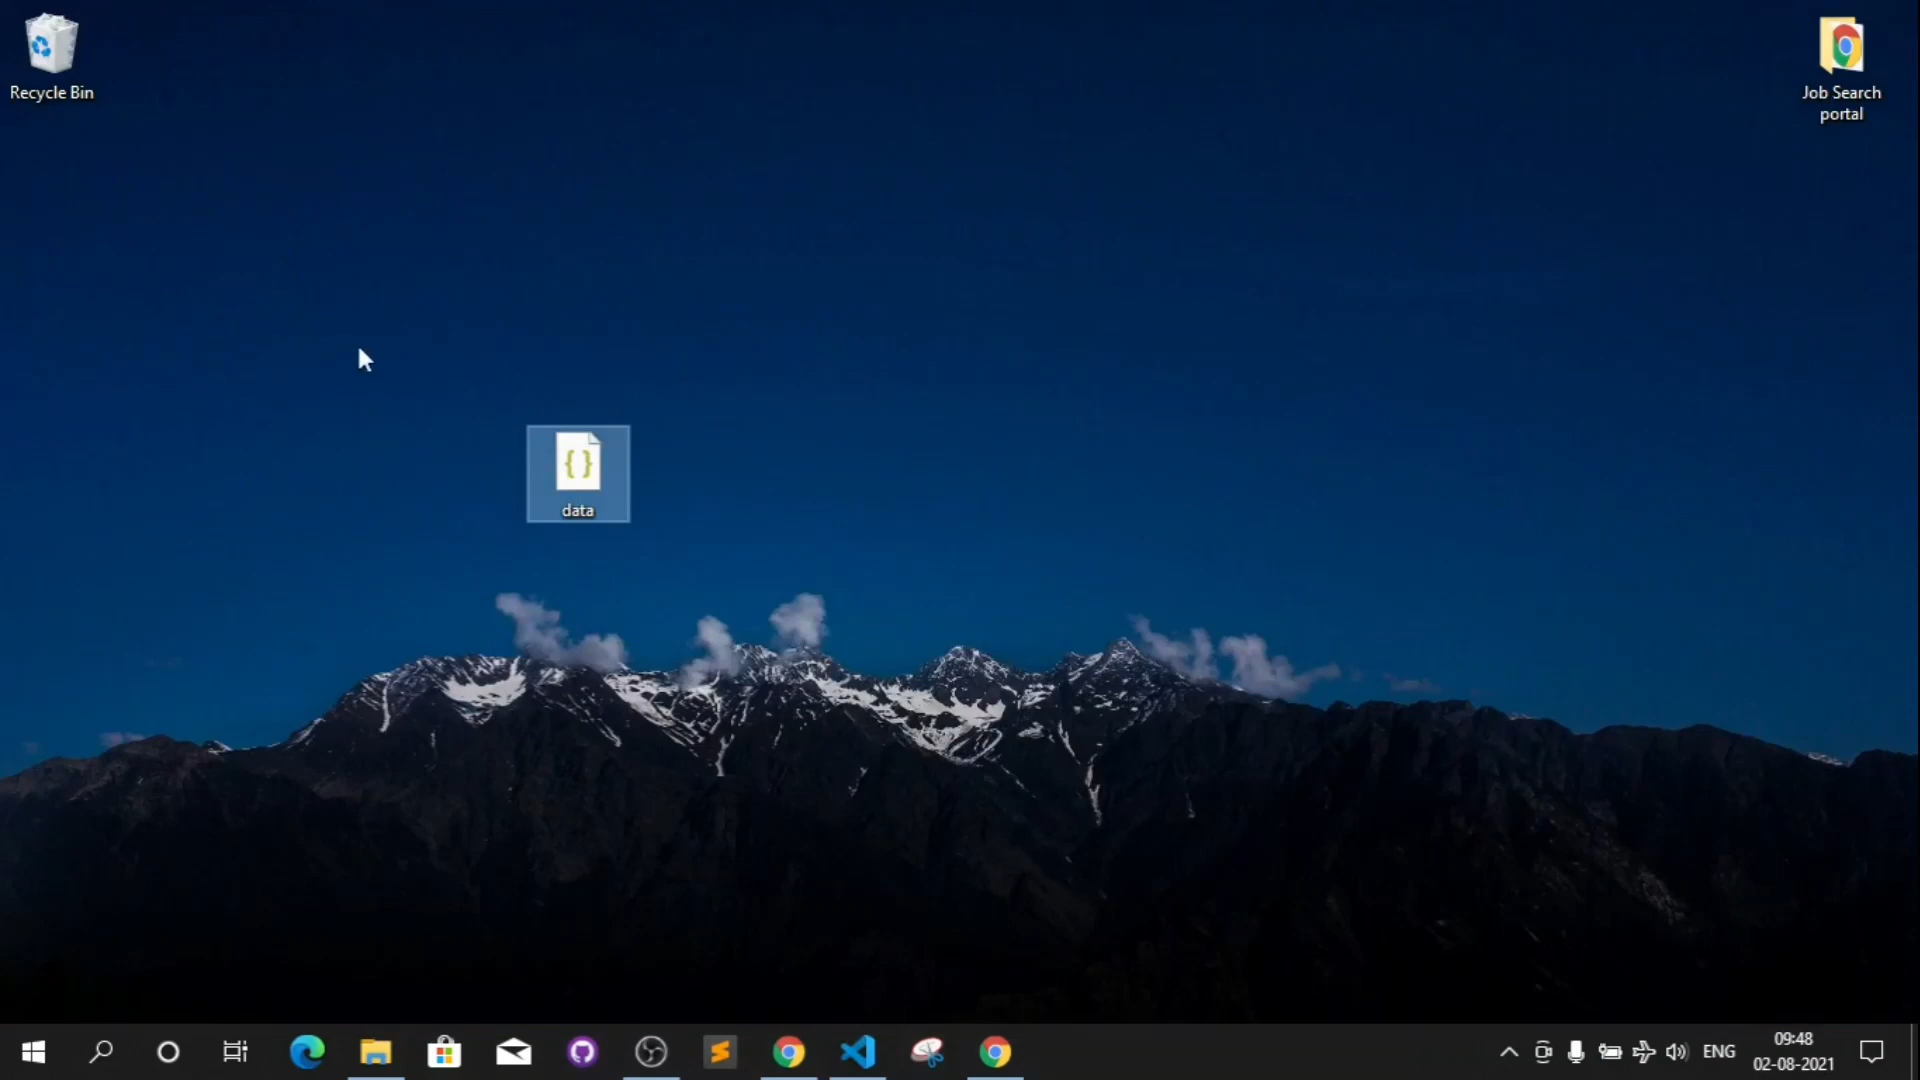 Recycle Bin
Job Search
portal
{ }
data
ENG
09:48
02-08-2021